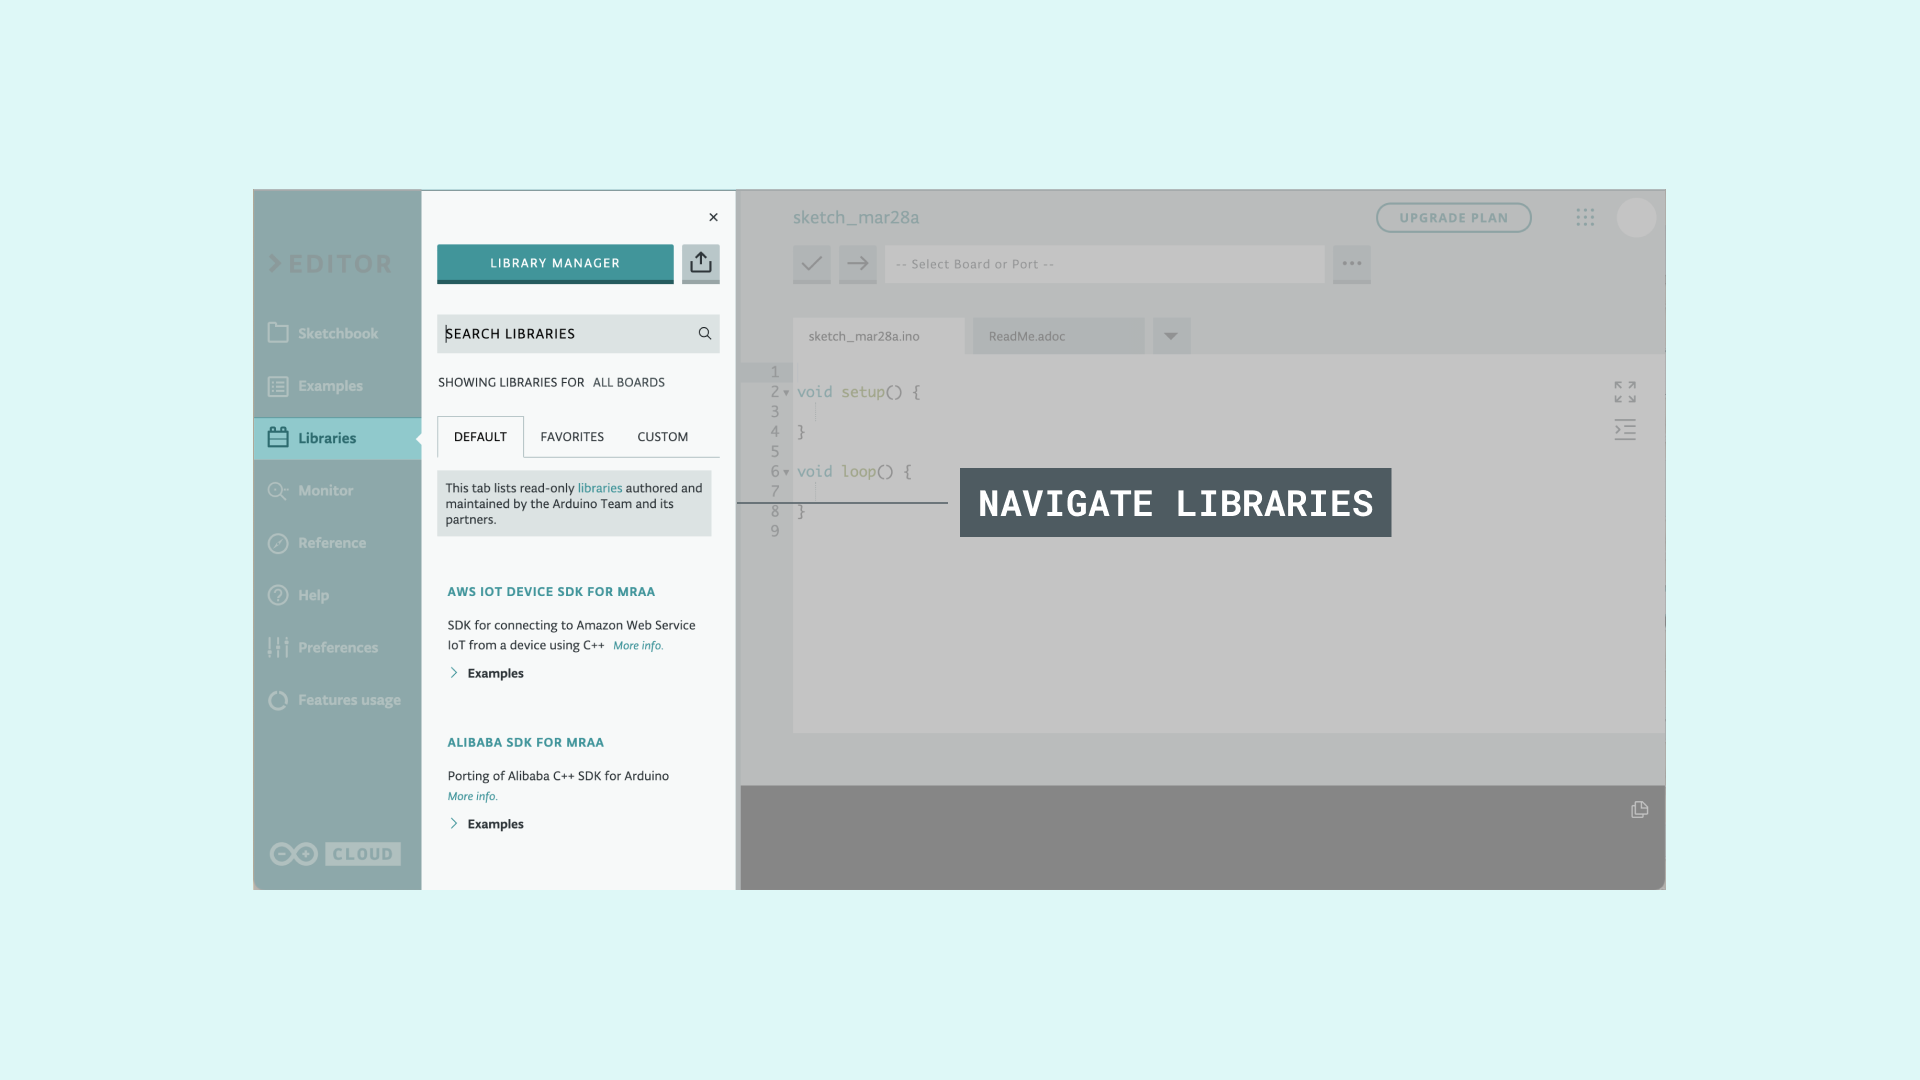 EDITOR
Sketchbook
Examples
Libraries
Monitor
Reference
Help
Preferences
Features usage
CLOUD
LIBRARY MANAGER
SEARCH LIBRARIES
SHOWING LIBRARIES FOR ALL BOARDS
DEFAULT FAVORITES CUSTOM
This tab lists read-only libraries authored and
maintained by the Arduino Team and its
partners.
AWS IOT DEVICE SDK FOR MRAA
SDK for connecting to Amazon Web Service
IoT from a device using C++ More info.
Examples
ALIBABA SDK FOR MRAA
Porting of Alibaba C++ SDK for Arduino
More info.
Examples
sketch_mar28a
UPGRADE PLAN
-- Select Board or Port --
sketch_mar28a.ino ReadMe.adoc
1
2 void setup() {
3
4 }
5
6 void loop() {
7
8 }
9
NAVIGATE LIBRARIES